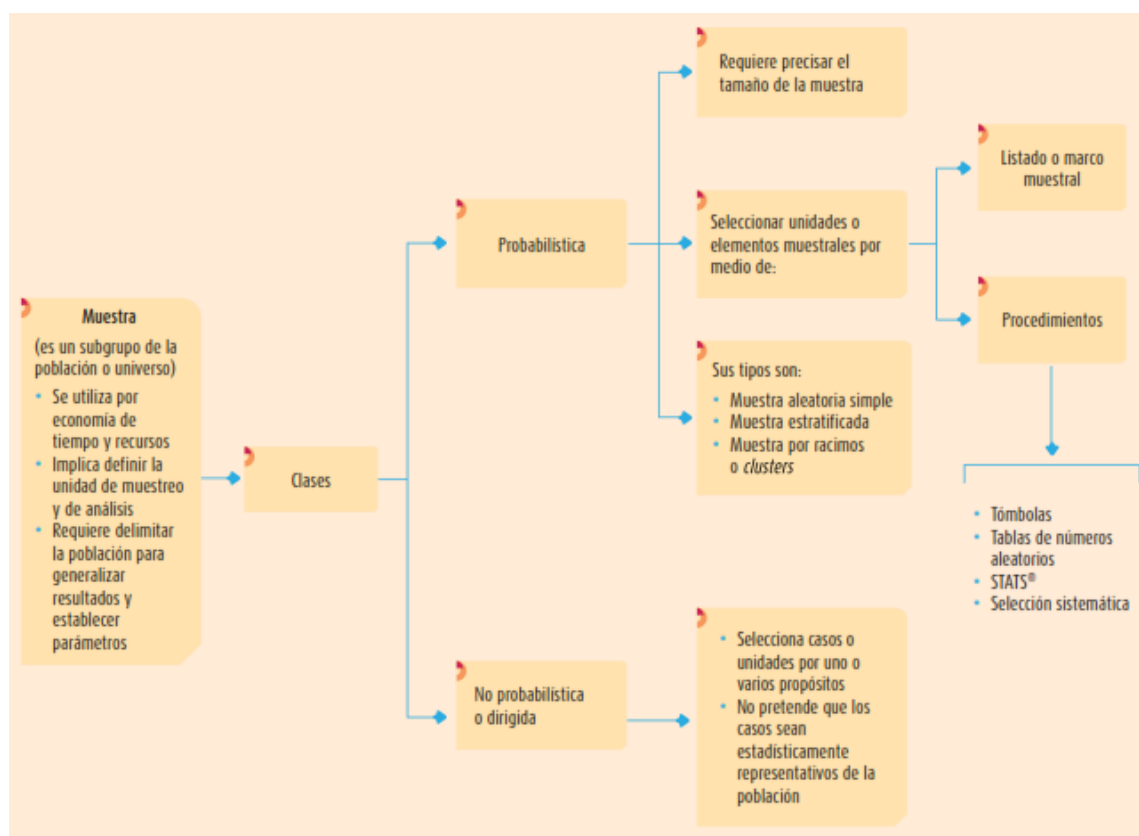 Muestra
(es un subgrupo de la
población o universo)
• Se utiliza por
economía de
tiempo y recursos
• Implica definir la
unidad de muestreo
y de análisis
• Requiere delimitar
la población para
generalizar
resultados y
establecer
parámetros
Clases
Probabilística
Requiere precisar el
tamaño de la muestra
Seleccionar unidades o
elementos muestrales por
medio de:
Listado o marco
muestral
Procedimientos
• Tómbolas
• Tablas de números
aleatorios
• STATS®
• Selección sistemática
Sus tipos son:
• Muestra aleatoria simple
• Muestra estratificada
• Muestra por racimos
o clusters
No probabilística
o dirigida
• Selecciona casos o
unidades por uno o
varios propósitos
• No pretende que los
casos sean
estadísticamente
representativos de la
población